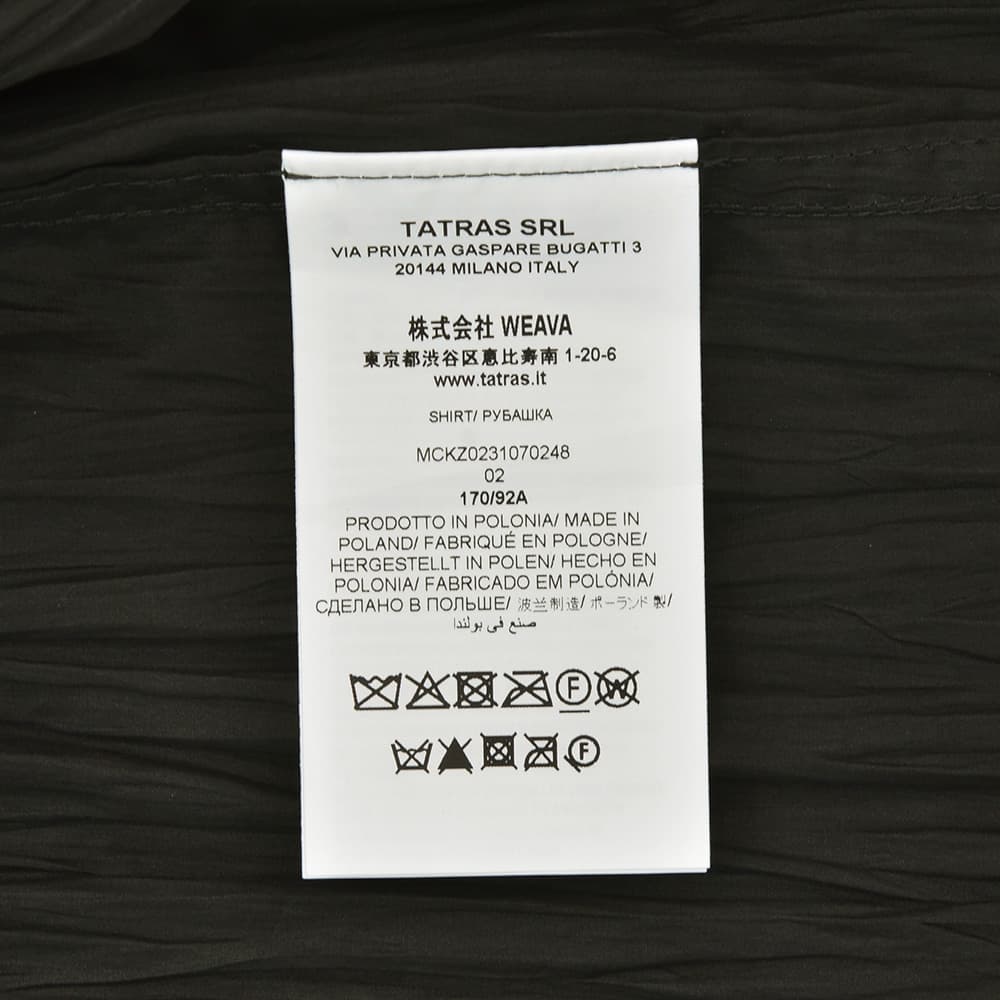 TATRAS SRL
VIA PRIVATA GASPARE BUGATTI 3
20144 MILANO ITALY
株式会社 WEAVA
東京都渋谷区恵比寿南 1-20-6
www.tatras.it
SHIRT/ РУБАШКА
MCKZ0231070248
02
170/92A
PRODOTTO IN POLONIA/ MADE IN
POLAND/ FABRIQUÉ EN POLOGNE/
HERGESTELLT IN POLEN/ HECHO EN
POLONIA/ FABRICADO EM POLÓNIA/
СДЕЛАНО В ПОЛЬШЕ/ 波兰制造/ ポーランド製/
صنع في بولندا
F W
F